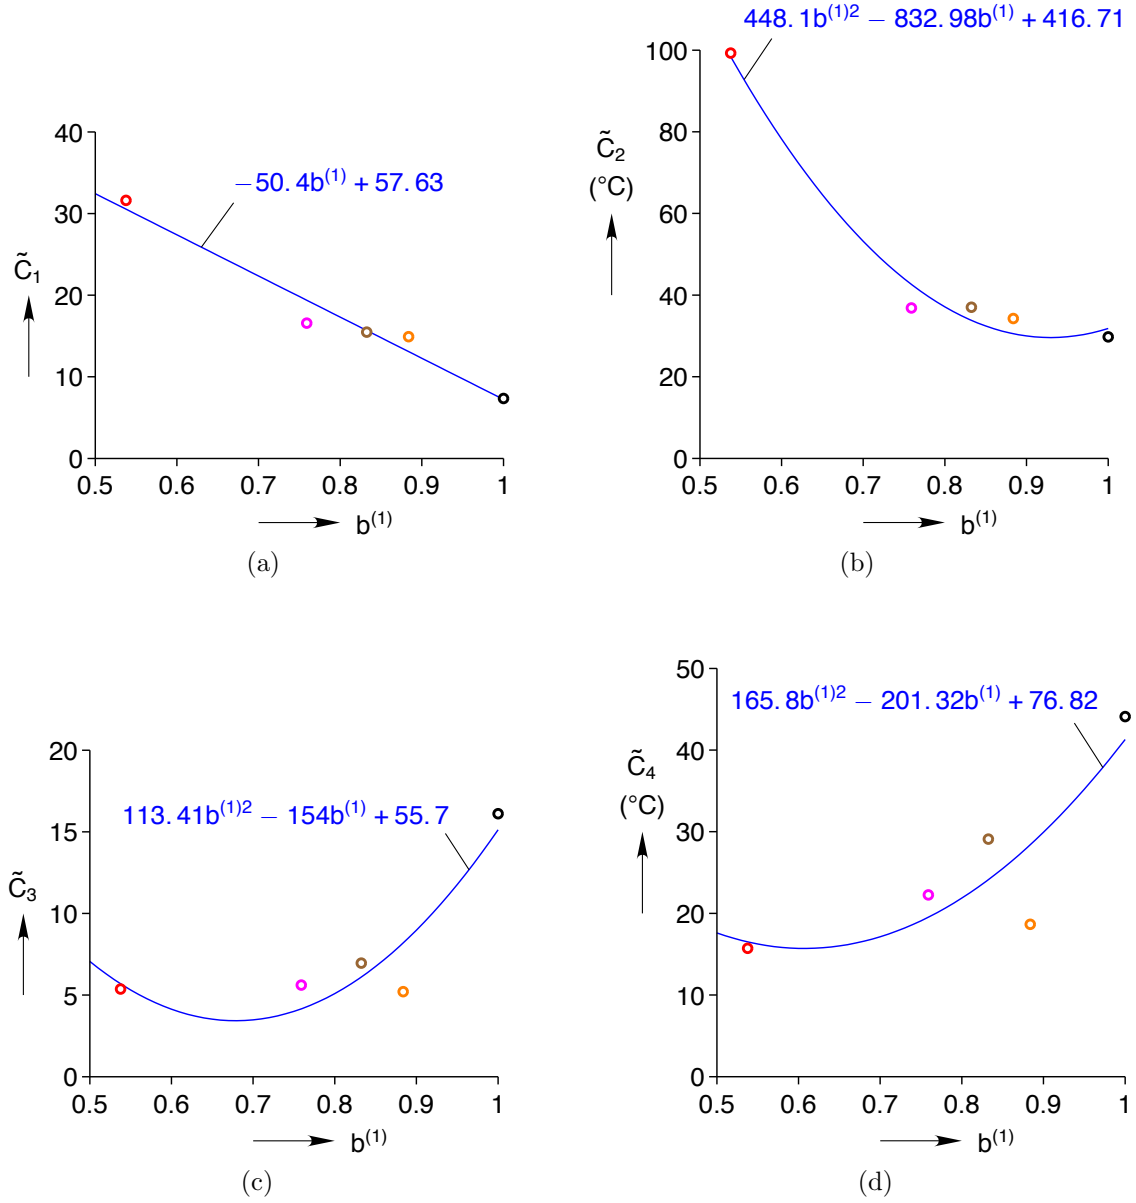 448.1b(1)2 − 832.98b(1) + 416.71
100
80
60
40
20
0
C̃2
(°C)
0.5 0.6 0.7 0.8 0.9 1
b(1)
40
30
20
10
0
−50.4b(1) + 57.63
C̃1
0.5 0.6 0.7 0.8 0.9 1
b(1)
(a)
(b)
20
15
10
5
0
113.41b(1)2 − 154b(1) + 55.7
C̃3
0.5 0.6 0.7 0.8 0.9 1
b(1)
(c)
50
40
30
20
10
0
165.8b(1)2 − 201.32b(1) + 76.82
C̃4
(°C)
0.5 0.6 0.7 0.8 0.9 1
b(1)
(d)